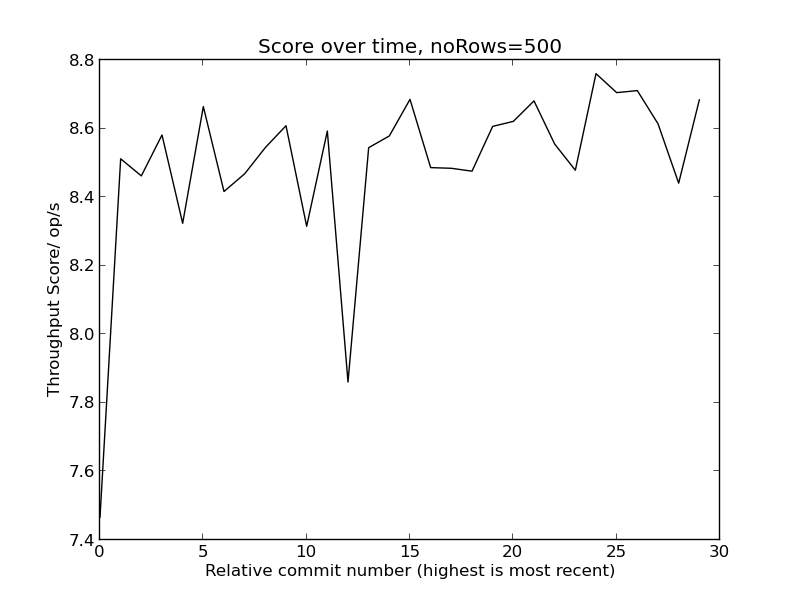 Score over time, noRows=500
8.8
8.6
8.4
8.2
8.0
7.8
7.6
7.4
Throughput Score/ op/s
0 5 10 15 20 25 30
Relative commit number (highest is most recent)